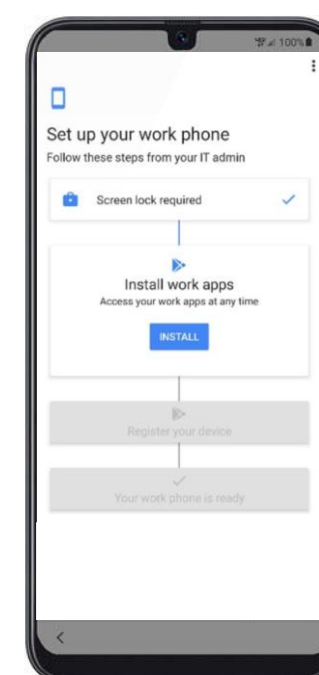 100%
Set up your work phone
Follow these steps from your IT admin
Screen lock required
Install work apps
Access your work apps at any time
INSTALL
Register your device
Your work phone is ready